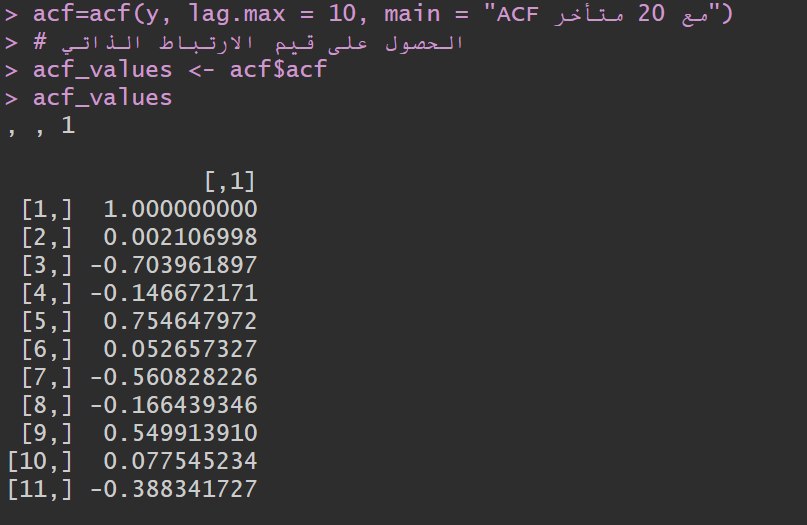 > acf=acf(y, lag.max = 10, main = "ACF مع 20 متأخر")
> # الحصول على قيم الارتباط الذاتي
> acf_values <- acf$acf
> acf_values
, , 1
[,1]
[1,] 1.000000000
[2,] 0.002106998
[3,] -0.703961897
[4,] -0.146672171
[5,] 0.754647972
[6,] 0.052657327
[7,] -0.560828226
[8,] -0.166439346
[9,] 0.549913910
[10,] 0.077545234
[11,] -0.388341727